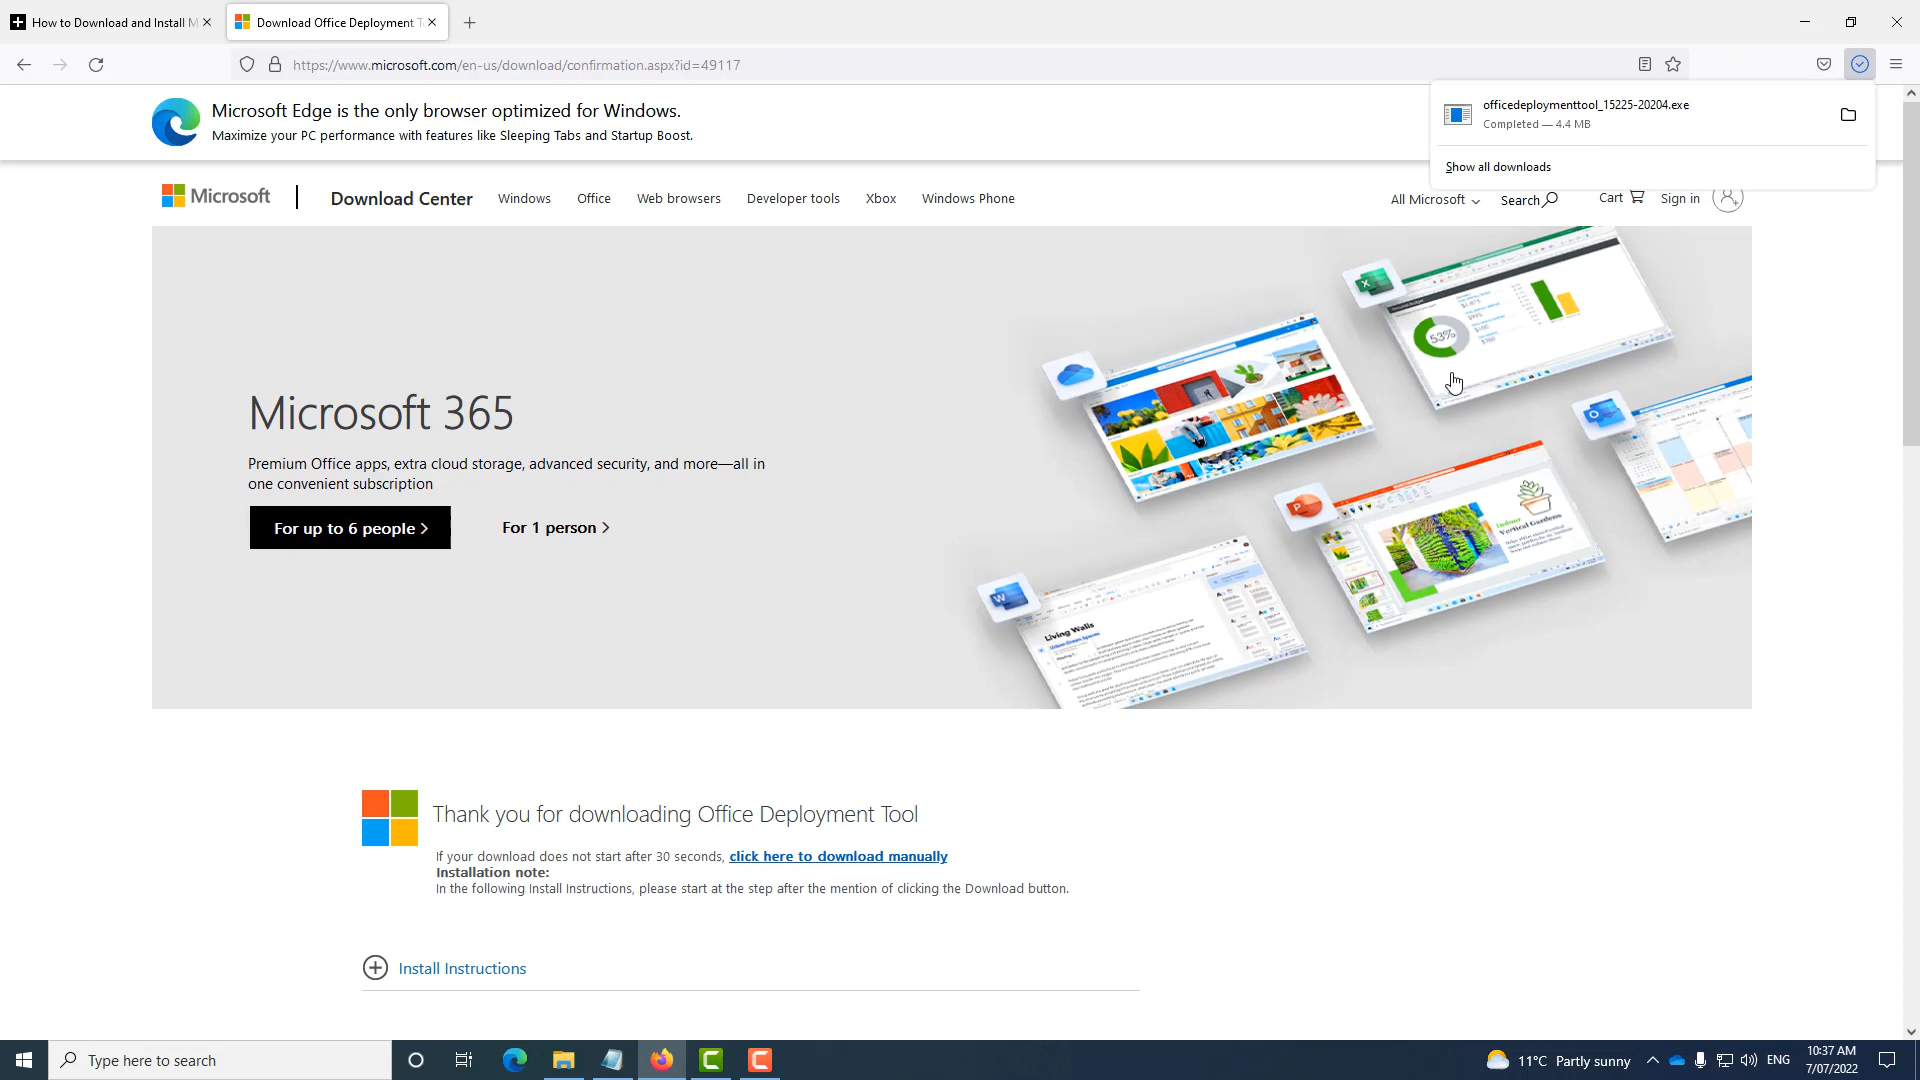 How to Download and Install M
Download Office Deployment T
https://www.microsoft.com/en-us/download/confirmation.aspx?id=49117
officedeploymenttool_15225-20204.exe
Completed — 4.4 MB
Show all downloads
Microsoft Edge is the only browser optimized for Windows.
Maximize your PC performance with features like Sleeping Tabs and Startup Boost.
Microsoft
Download Center
Windows
Office
Web browsers
Developer tools
Xbox
Windows Phone
All Microsoft
Search
Cart
Sign in
Microsoft 365
Premium Office apps, extra cloud storage, advanced security, and more—all in
one convenient subscription
For up to 6 people
For 1 person
53%
Indoor
Vertical Gardens
Living Walls
Thank you for downloading Office Deployment Tool
If your download does not start after 30 seconds, click here to download manually
Installation note:
In the following Install Instructions, please start at the step after the mention of clicking the Download button.
Install Instructions
Type here to search
11°C Partly sunny
ENG
10:37 AM
7/07/2022